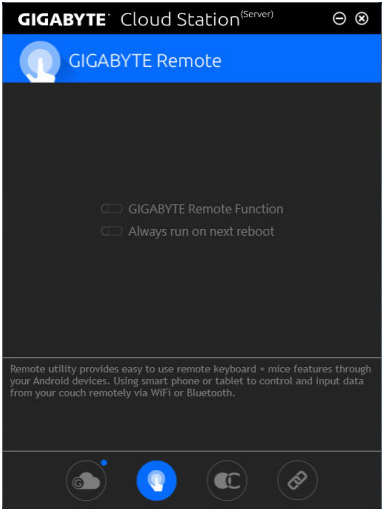 GIGABYTE™ Cloud Station(Server)
GIGABYTE Remote
GIGABYTE Remote Function
Always run on next reboot
Remote utility provides easy to use remote keyboard + mice features through
your Android devices. Using smart phone or tablet to control and input data
from your couch remotely via WiFi or Bluetooth.
G
C